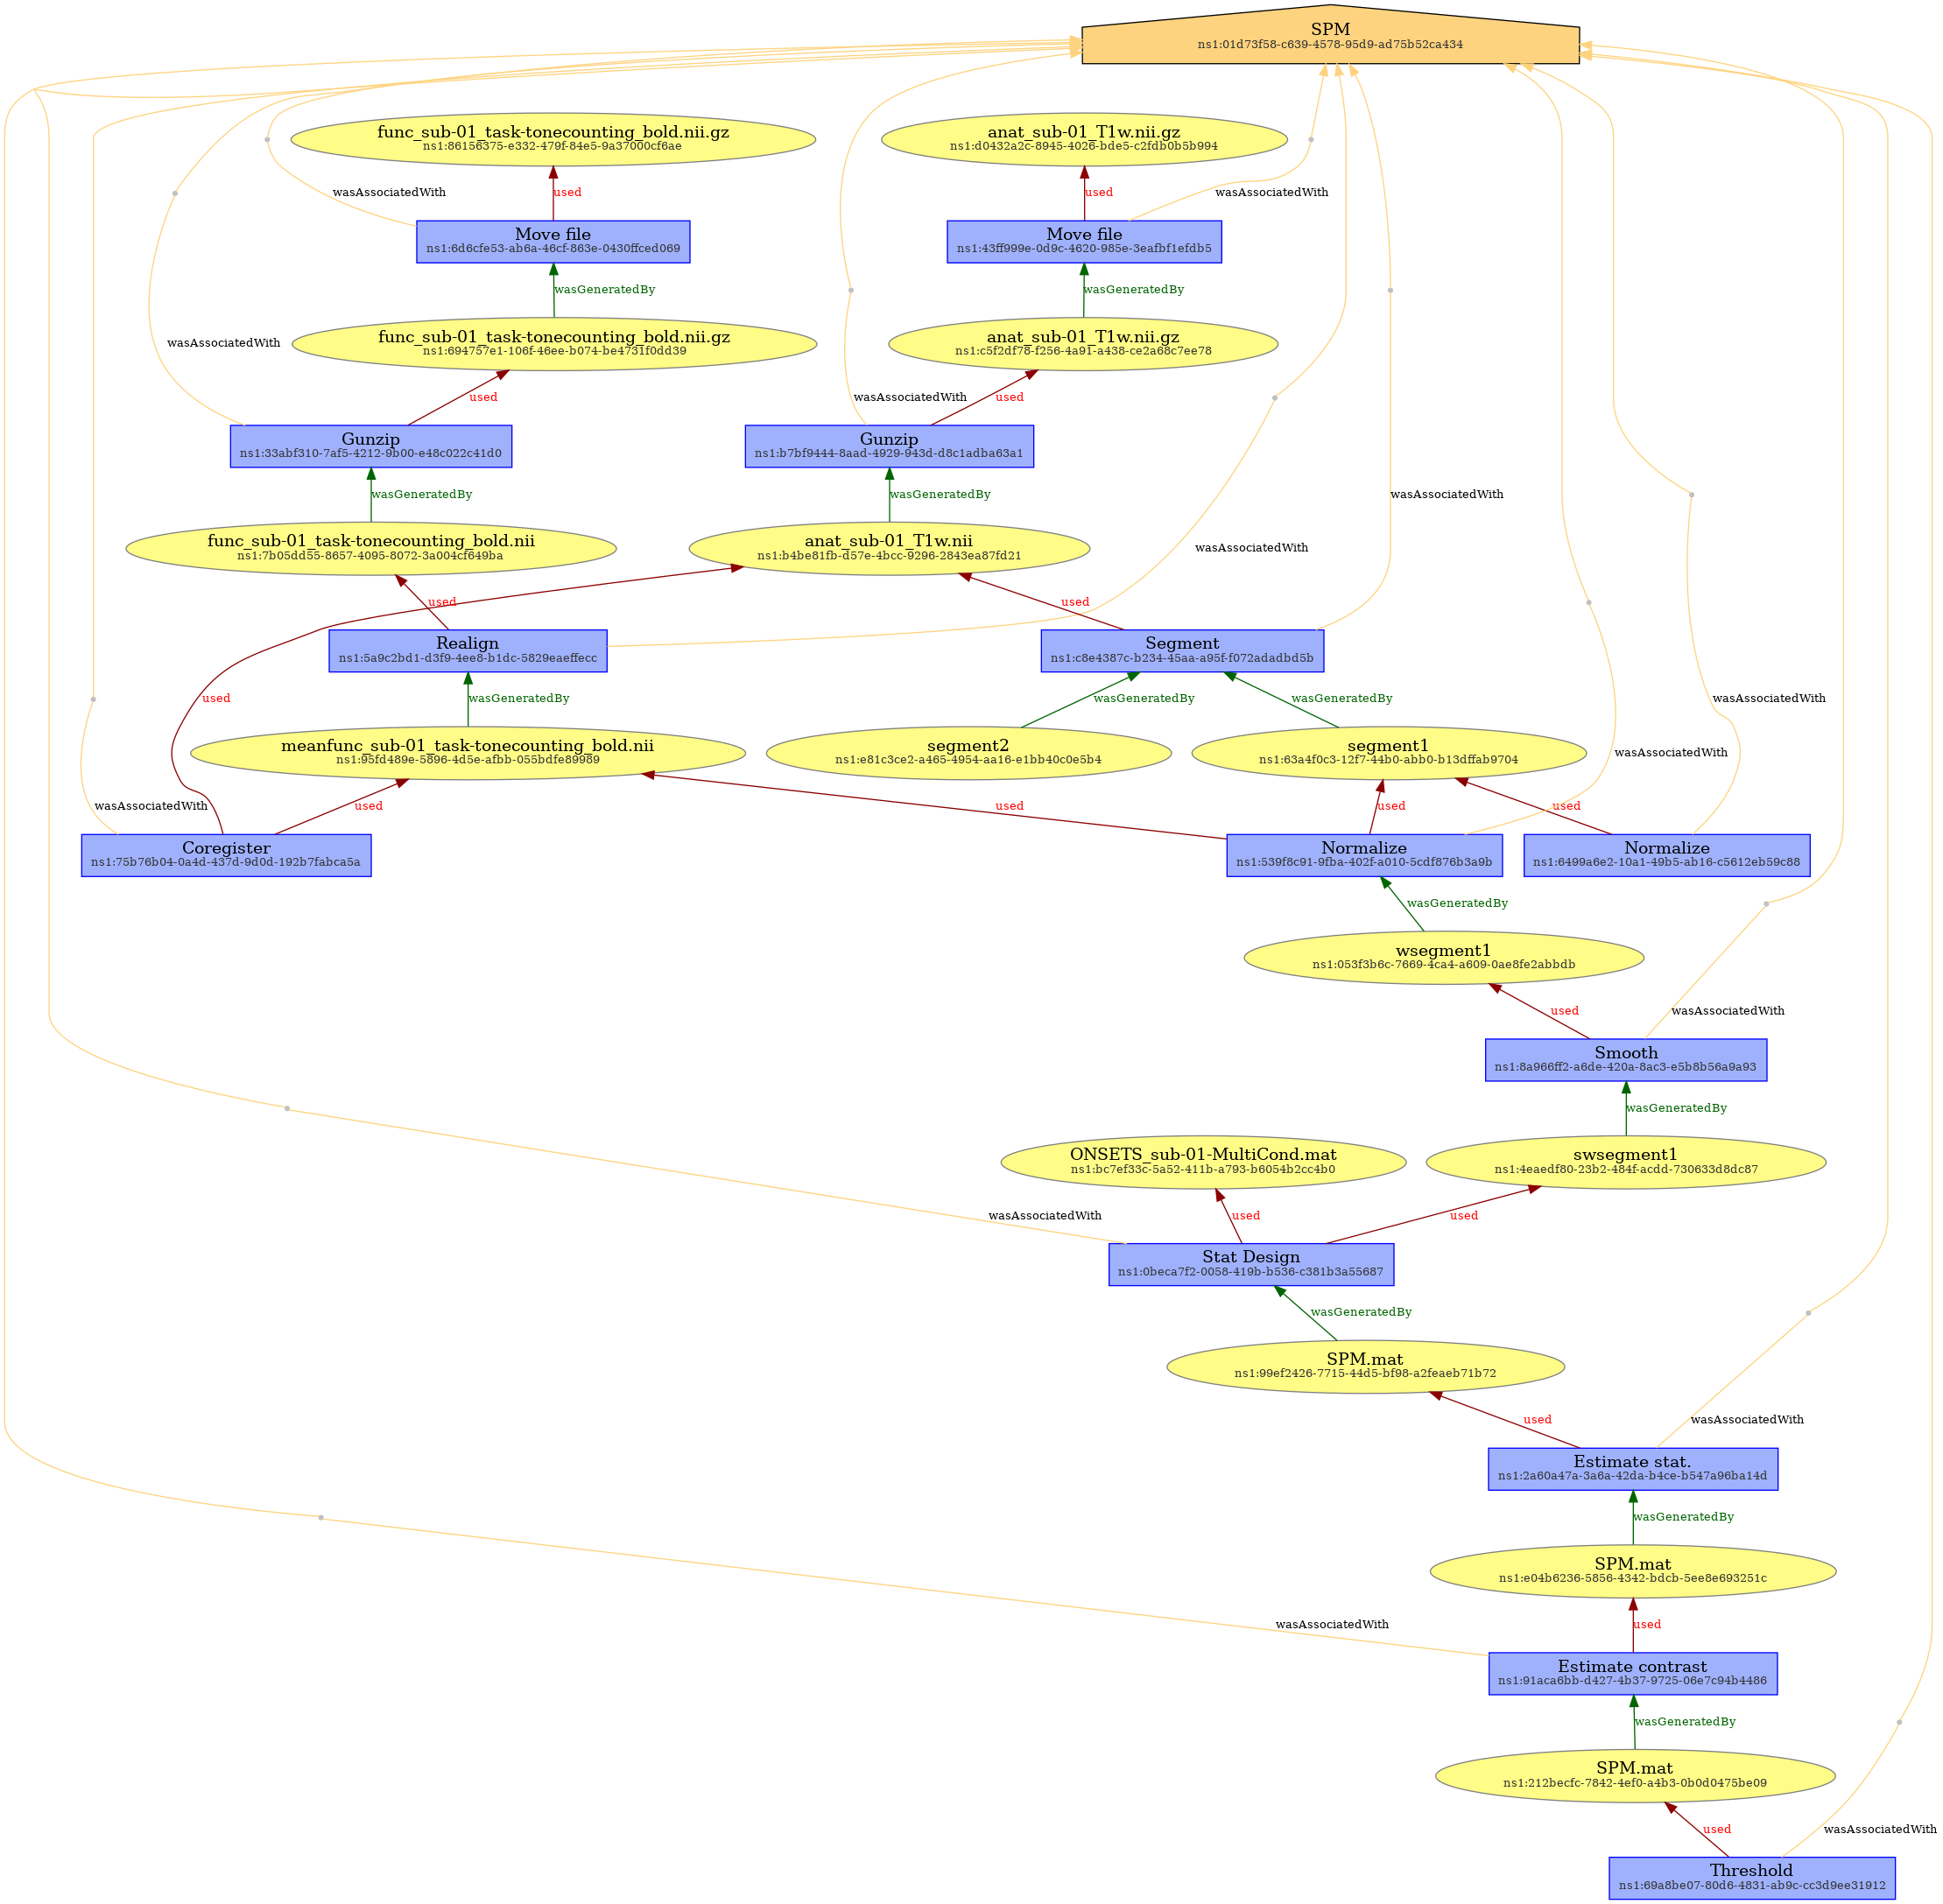 SPM
ns1:01d73f58-c639-4578-95d9-ad75b52ca434
func_sub-01_task-tonecounting_bold.nii.gz
ns1:86156375-e332-479f-84e5-9a37000cf6ae
anat_sub-01_T1w.nii.gz
ns1:d0432a2c-8945-4026-bde5-c2fdb0b5b994
wasAssociatedWith
used
used
wasAssociatedWith
Move file
ns1:6d6cfe53-ab6a-46cf-863e-0430ffced069
Move file
ns1:43ff999e-0d9c-4620-985e-3eafbf1efdb5
wasGeneratedBy
wasGeneratedBy
wasAssociatedWith
func_sub-01_task-tonecounting_bold.nii.gz
ns1:694757e1-106f-46ee-b074-be4731f0dd39
anat_sub-01_T1w.nii.gz
ns1:c5f2df78-f256-4a91-a438-ce2a68c7ee78
used
wasAssociatedWith
used
Gunzip
ns1:33abf310-7af5-4212-9b00-e48c022c41d0
Gunzip
ns1:b7bf9444-8aad-4929-943d-d8c1adba63a1
wasGeneratedBy
wasGeneratedBy
wasAssociatedWith
func_sub-01_task-tonecounting_bold.nii
ns1:7b05dd55-8657-4095-8072-3a004cf649ba
anat_sub-01_T1w.nii
ns1:b4be81fb-d57e-4bcc-9296-2843ea87fd21
wasAssociatedWith
used
used
Realign
ns1:5a9c2bd1-d3f9-4ee8-b1dc-5829eaeffecc
Segment
ns1:c8e4387c-b234-45aa-a95f-f072adadbd5b
used
wasGeneratedBy
wasGeneratedBy
wasGeneratedBy
wasAssociatedWith
meanfunc_sub-01_task-tonecounting_bold.nii
ns1:95fd489e-5896-4d5e-afbb-055bdfe89989
segment2
ns1:e81c3ce2-a465-4954-aa16-e1bb40c0e5b4
segment1
ns1:63a4f0c3-12f7-44b0-abb0-b13dffab9704
wasAssociatedWith
wasAssociatedWith
used
used
used
used
Coregister
ns1:75b76b04-0a4d-437d-9d0d-192b7fabca5a
Normalize
ns1:539f8c91-9fba-402f-a010-5cdf876b3a9b
Normalize
ns1:6499a6e2-10a1-49b5-ab16-c5612eb59c88
wasGeneratedBy
wsegment1
ns1:053f3b6c-7669-4ca4-a609-0ae8fe2abbdb
used
wasAssociatedWith
Smooth
ns1:8a966ff2-a6de-420a-8ac3-e5b8b56a9a93
wasGeneratedBy
ONSETS_sub-01-MultiCond.mat
ns1:bc7ef33c-5a52-411b-a793-b6054b2cc4b0
swsegment1
ns1:4eaedf80-23b2-484f-acdd-730633d8dc87
wasAssociatedWith
used
used
Stat Design
ns1:0beca7f2-0058-419b-b536-c381b3a55687
wasGeneratedBy
SPM.mat
ns1:99ef2426-7715-44d5-bf98-a2feaeb71b72
used
wasAssociatedWith
Estimate stat.
ns1:2a60a47a-3a6a-42da-b4ce-b547a96ba14d
wasGeneratedBy
SPM.mat
ns1:e04b6236-5856-4342-bdcb-5ee8e693251c
wasAssociatedWith
used
Estimate contrast
ns1:91aca6bb-d427-4b37-9725-06e7c94b4486
wasGeneratedBy
SPM.mat
ns1:212becfc-7842-4ef0-a4b3-0b0d0475be09
used
wasAssociatedWith
Threshold
ns1:69a8be07-80d6-4831-ab9c-cc3d9ee31912